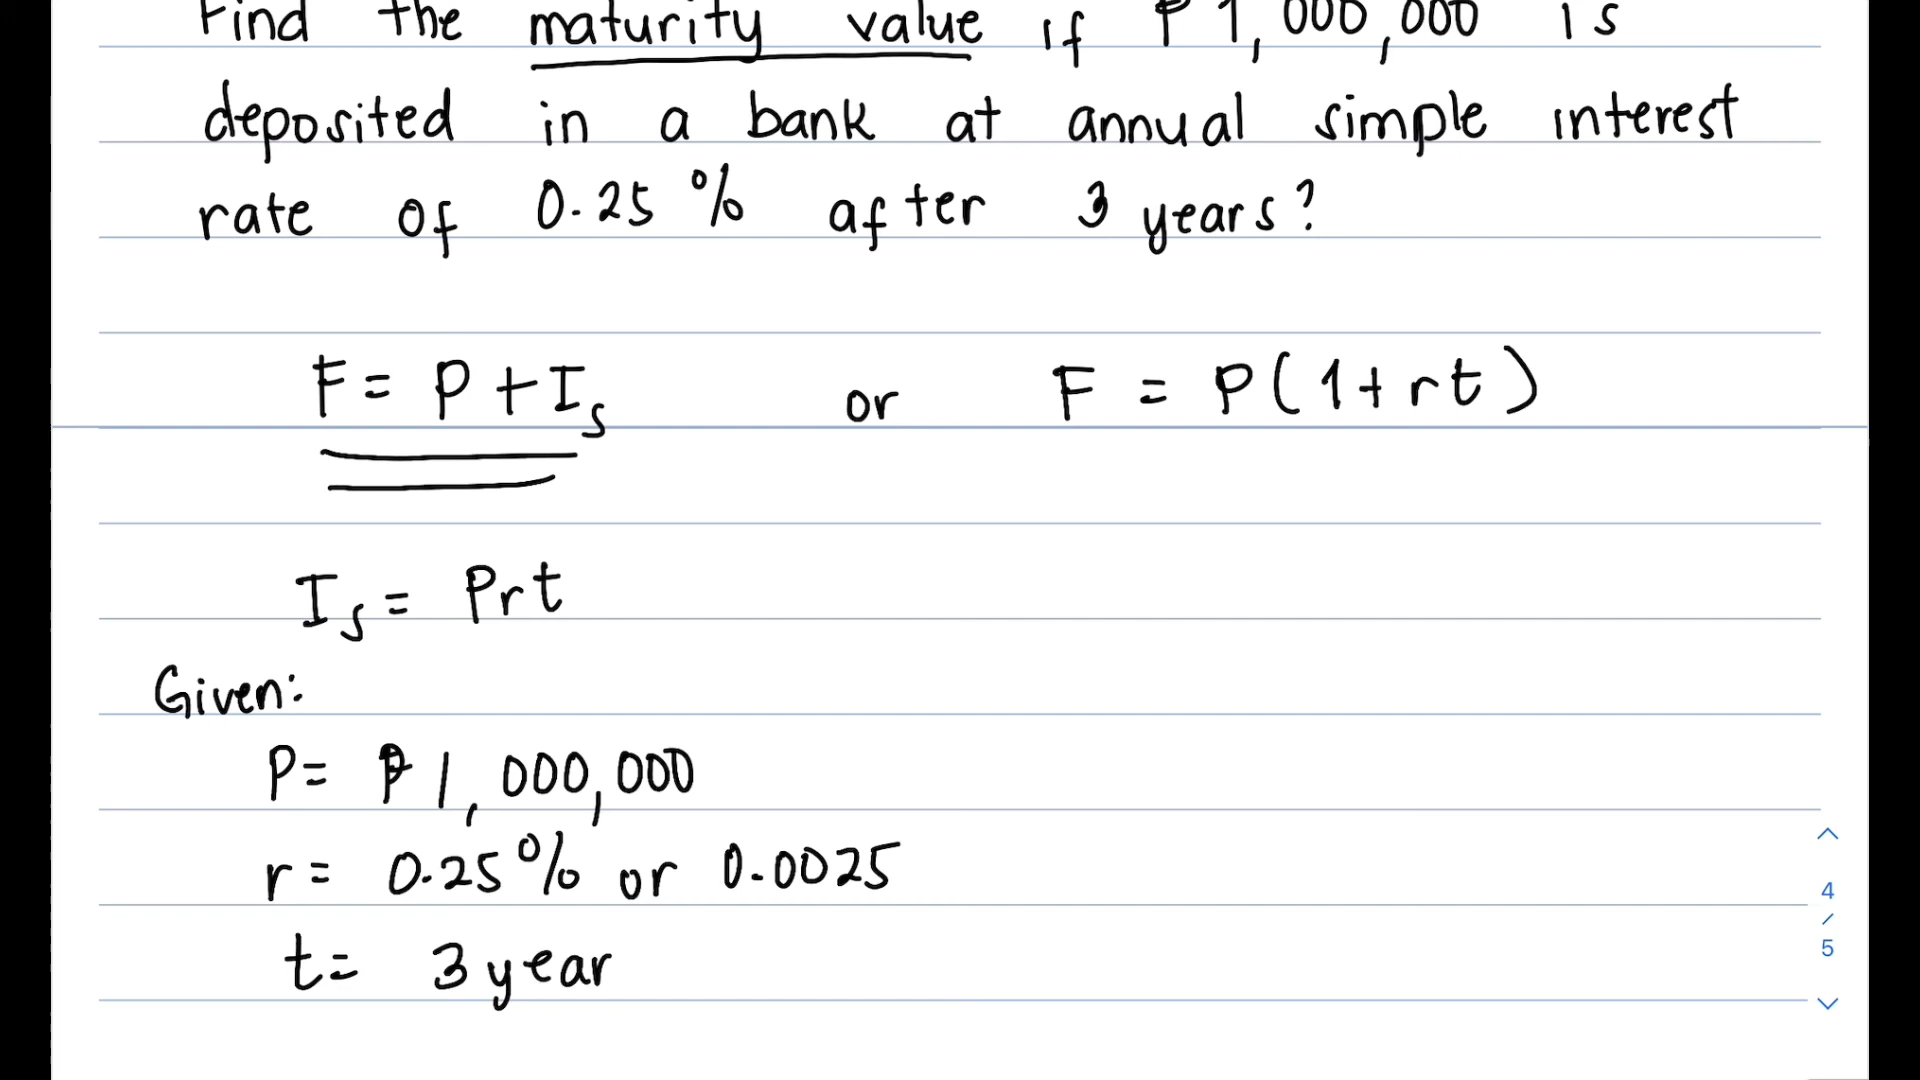 Find the maturity value if ₱ 1,000,000 is
deposited in a bank at annual simple interest
rate of 0.25 % after 3 years?
F = P + Is or F = P(1+rt)
Is = Prt
Given:
P = ₱ 1,000,000
r = 0.25% or 0.0025
t = 3 year
4
/
5